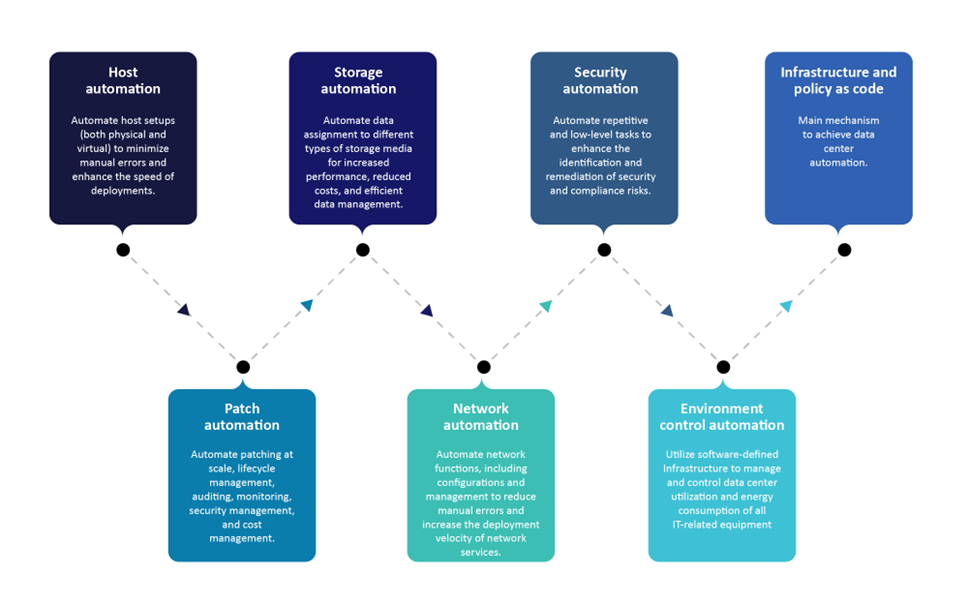 Host
automation
Automate host setups
(both physical and
virtual) to minimize
manual errors and
enhance the speed of
deployments.
Patch
automation
Automate patching at
scale, lifecycle
management,
auditing, monitoring,
security management,
and cost
management.
Storage
automation
Automate data
assignment to different
types of storage media
for increased
performance, reduced
costs, and efficient
data management.
Network
automation
Automate network
functions, including
configurations and
management to reduce
manual errors and
increase the deployment
velocity of network
services.
Security
automation
Automate repetitive
and low-level tasks to
enhance the
identification and
remediation of security
and compliance risks.
Environment
control automation
Utilize software-defined
Infrastructure to manage
and control data center
utilization and energy
consumption of all
IT-related equipment
Infrastructure and
policy as code
Main mechanism
to achieve data
center
automation.